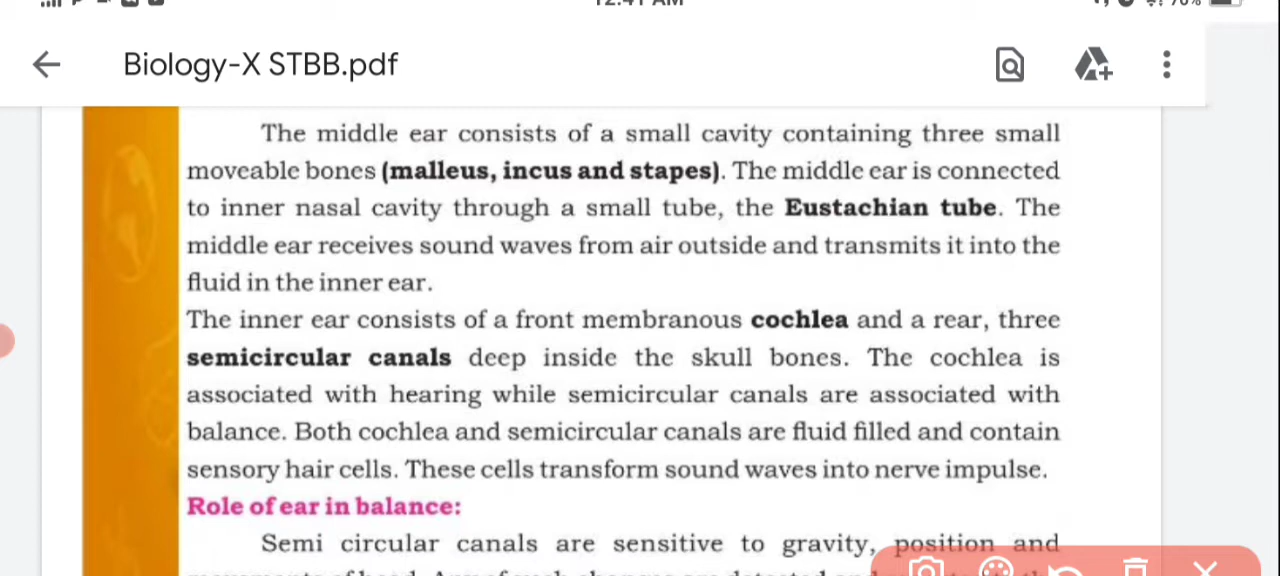 Biology-X STBB.pdf
The middle ear consists of a small cavity containing three small
moveable bones (malleus, incus and stapes). The middle ear is connected
to inner nasal cavity through a small tube, the Eustachian tube. The
middle ear receives sound waves from air outside and transmits it into the
fluid in the inner ear.
The inner ear consists of a front membranous cochlea and a rear, three
semicircular canals deep inside the skull bones. The cochlea is
associated with hearing while semicircular canals are associated with
balance. Both cochlea and semicircular canals are fluid filled and contain
sensory hair cells. These cells transform sound waves into nerve impulse.
Role of ear in balance:
Semi circular canals are sensitive to gravity, position and